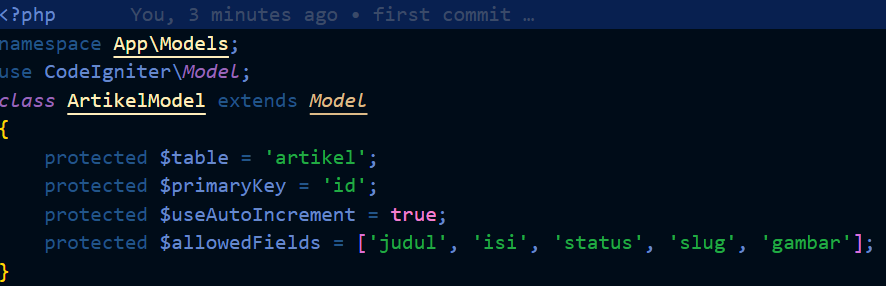 <?php     You, 3 minutes ago • first commit …
namespace App\Models;
use CodeIgniter\Model;
class ArtikelModel extends Model
{
    protected $table = 'artikel';
    protected $primaryKey = 'id';
    protected $useAutoIncrement = true;
    protected $allowedFields = ['judul', 'isi', 'status', 'slug', 'gambar'];
}